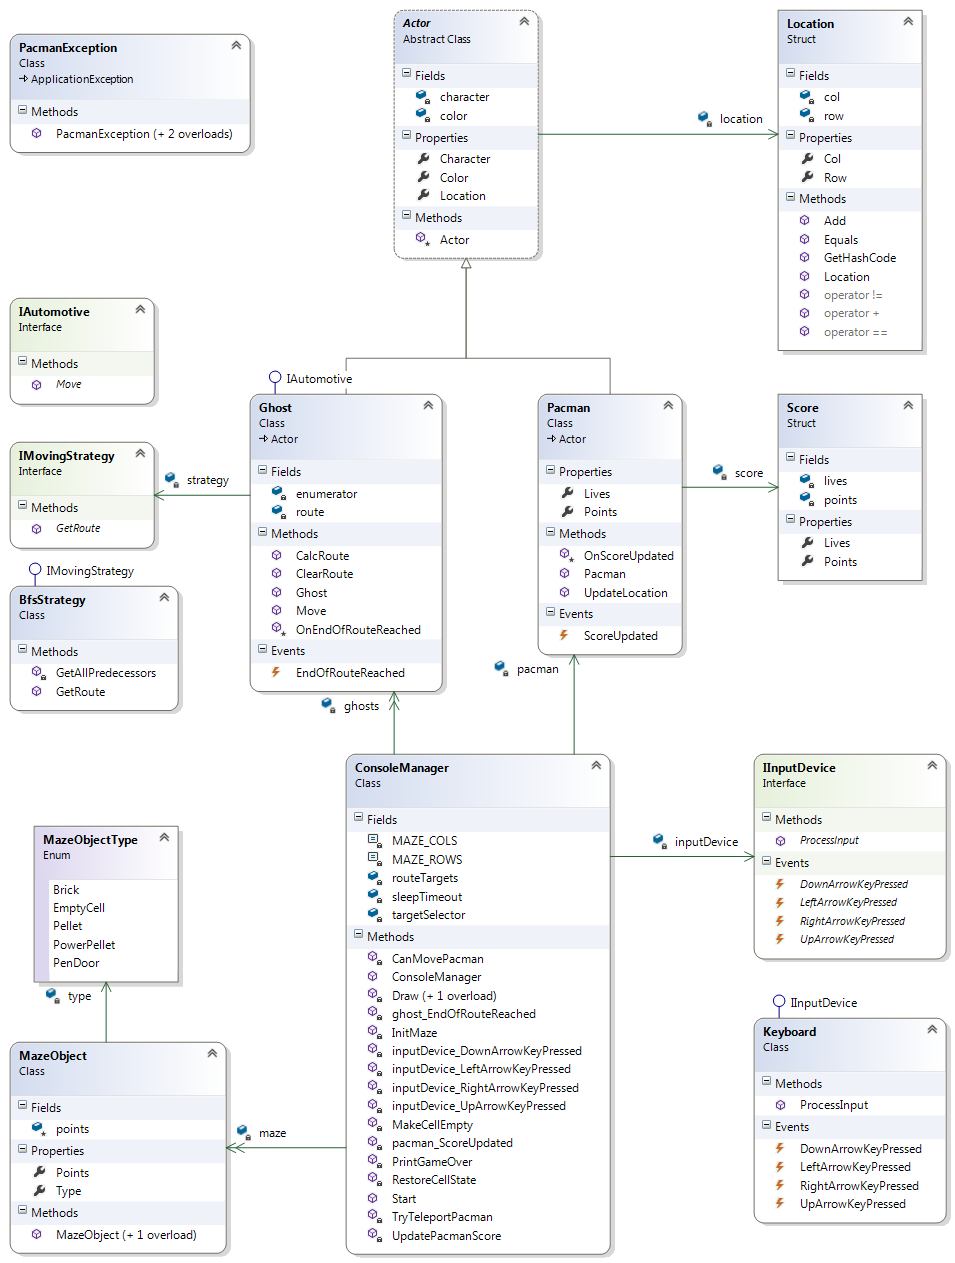 PacmanException
Class
ApplicationException
Methods
PacmanException (+ 2 overloads)
Actor
Abstract Class
Fields
character
color
Properties
Character
Color
Location
Methods
Actor
location
Location
Struct
Fields
col
row
Properties
Col
Row
Methods
Add
Equals
GetHashCode
Location
operator !=
operator +
operator ==
IAutomotive
Interface
Methods
Move
IMovingStrategy
Interface
Methods
GetRoute
strategy
IMovingStrategy
BfsStrategy
Class
Methods
GetAllPredecessors
GetRoute
IAutomotive
Ghost
Class
Actor
Fields
enumerator
route
Methods
CalcRoute
ClearRoute
Ghost
Move
OnEndOfRouteReached
Events
EndOfRouteReached
Pacman
Class
Actor
Properties
Lives
Points
Methods
OnScoreUpdated
Pacman
UpdateLocation
Events
ScoreUpdated
score
Score
Struct
Fields
lives
points
Properties
Lives
Points
ghosts
pacman
ConsoleManager
Class
Fields
MAZE_COLS
MAZE_ROWS
routeTargets
sleepTimeout
targetSelector
Methods
CanMovePacman
ConsoleManager
Draw (+ 1 overload)
ghost_EndOfRouteReached
InitMaze
inputDevice_DownArrowKeyPressed
inputDevice_LeftArrowKeyPressed
inputDevice_RightArrowKeyPressed
inputDevice_UpArrowKeyPressed
MakeCellEmpty
pacman_ScoreUpdated
PrintGameOver
RestoreCellState
Start
TryTeleportPacman
UpdatePacmanScore
inputDevice
IInputDevice
Interface
Methods
ProcessInput
Events
DownArrowKeyPressed
LeftArrowKeyPressed
RightArrowKeyPressed
UpArrowKeyPressed
IInputDevice
Keyboard
Class
Methods
ProcessInput
Events
DownArrowKeyPressed
LeftArrowKeyPressed
RightArrowKeyPressed
UpArrowKeyPressed
MazeObjectType
Enum
Brick
EmptyCell
Pellet
PowerPellet
PenDoor
type
MazeObject
Class
Fields
points
Properties
Points
Type
Methods
MazeObject (+ 1 overload)
maze